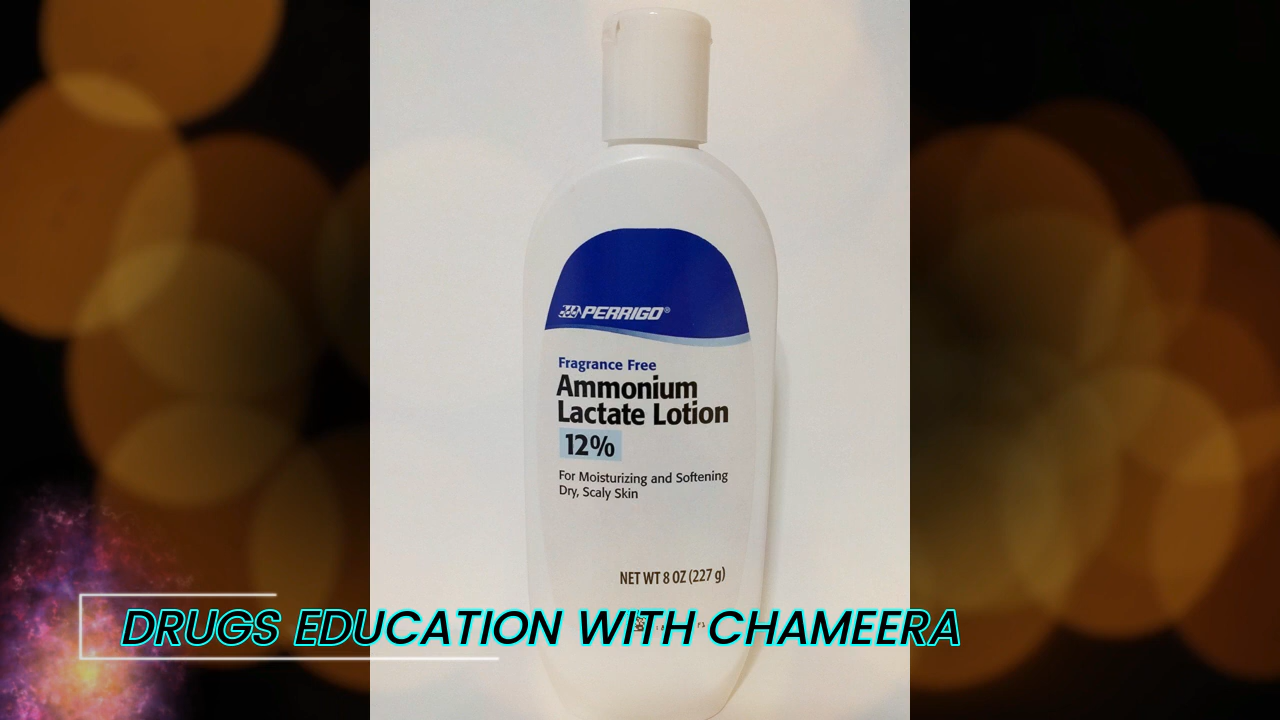 PERRIGO®
Fragrance Free
Ammonium
Lactate Lotion
12%
For Moisturizing and Softening
Dry, Scaly Skin
NET WT 8 OZ (227 g)
DRUGS EDUCATION WITH CHAMEERA